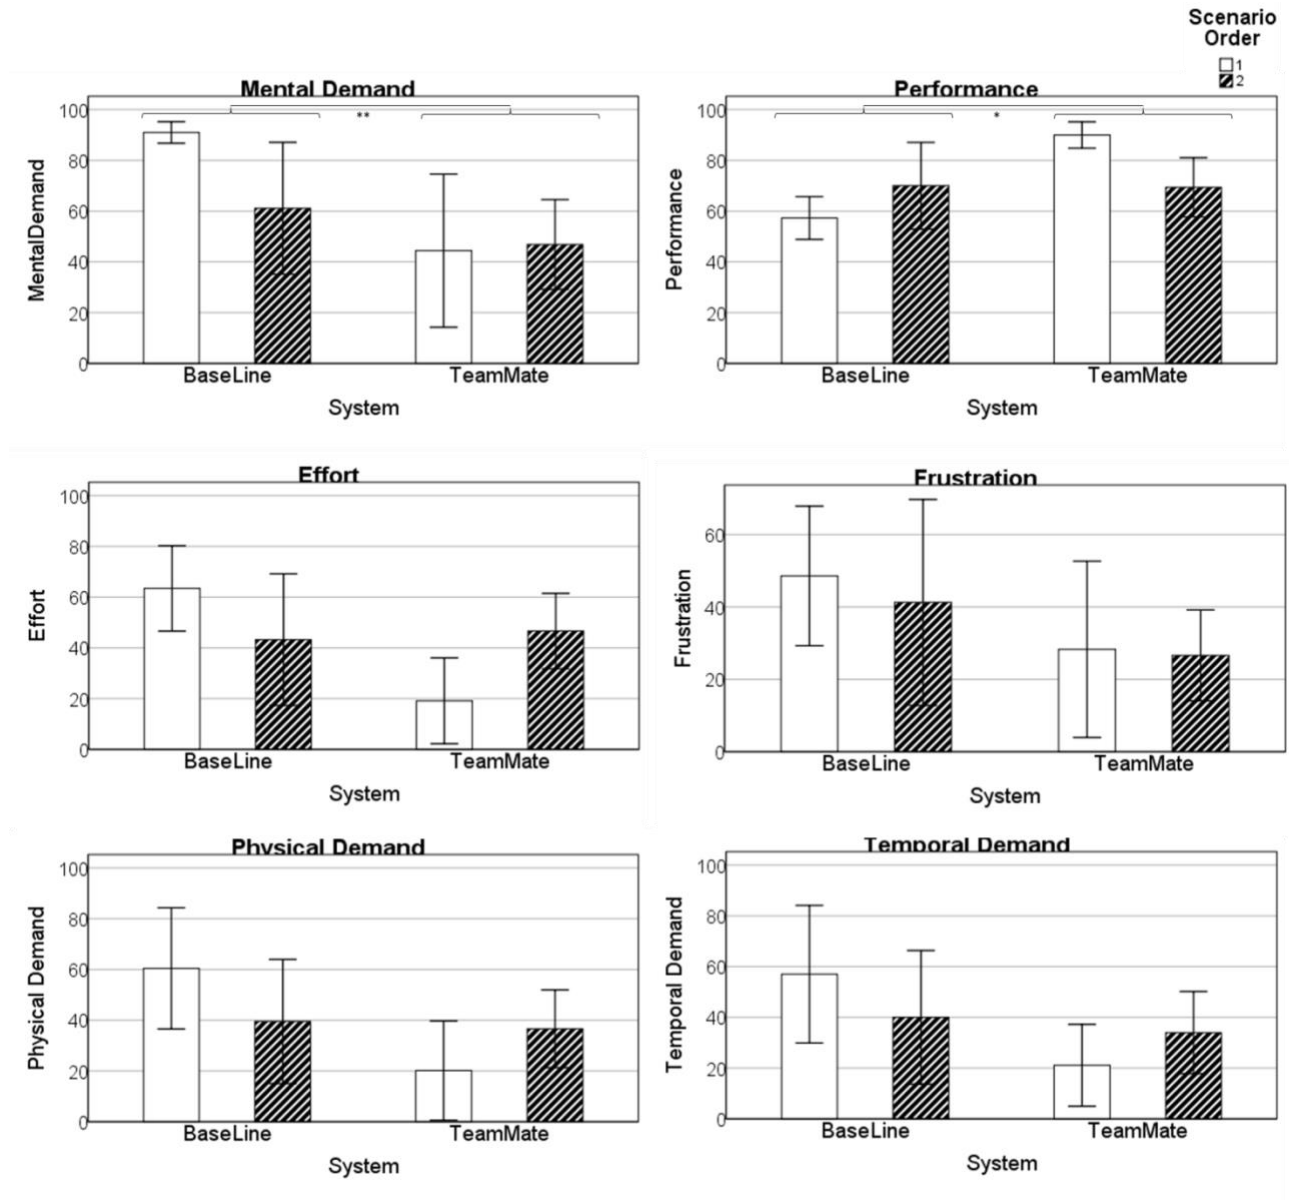 Scenario
Order
1
2
Mental Demand
MentalDemand
100
80
60
40
20
0
**
BaseLine
TeamMate
System
Performance
Performance
100
80
60
40
20
0
*
BaseLine
TeamMate
System
Effort
Effort
100
80
60
40
20
0
BaseLine
TeamMate
System
Frustration
Frustration
60
40
20
0
BaseLine
TeamMate
System
Physical Demand
Physical Demand
100
80
60
40
20
0
BaseLine
TeamMate
System
Temporal Demand
Temporal Demand
100
80
60
40
20
0
BaseLine
TeamMate
System